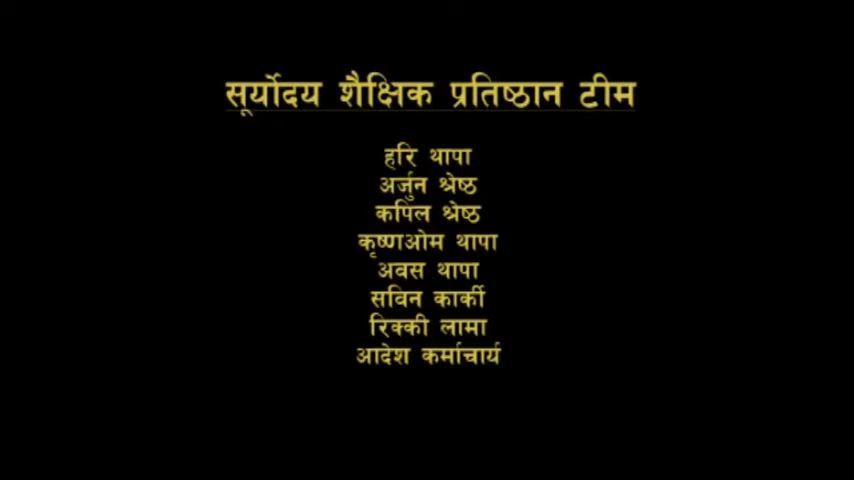 सूर्योदय शैक्षिक प्रतिष्ठान टीम
हरि थापा
अर्जुन श्रेष्ठ
कपिल श्रेष्ठ
कृष्णओम थापा
अवस थापा
सविन कार्की
रिक्की लामा
आदेश कर्माचार्य